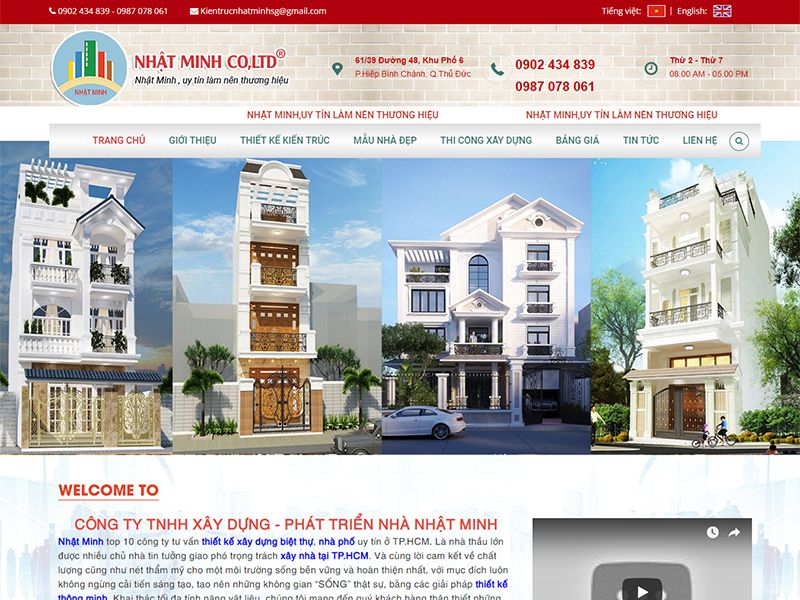 0902 434 839 - 0987 078 061
Kientrucnhatminhsg@gmail.com
Tiếng việt:
| English:
NHẬT MINH CO,LTD®
Nhật Minh , uy tín làm nên thương hiệu
NHẬT MINH
61/39 Đường 48, Khu Phố 6
P.Hiệp Bình Chánh, Q.Thủ Đức
0902 434 839
0987 078 061
Thứ 2 - Thứ 7
08.00 AM - 05.00 PM
NHẬT MINH,UY TÍN LÀM NÊN THƯƠNG HIỆU
NHẬT MINH,UY TÍN LÀM NÊN THƯƠNG HIỆU
TRANG CHỦ
GIỚI THIỆU
THIẾT KẾ KIẾN TRÚC
MẪU NHÀ ĐẸP
THI CÔNG XÂY DỰNG
BẢNG GIÁ
TIN TỨC
LIÊN HỆ
WELCOME TO
CÔNG TY TNHH XÂY DỰNG - PHÁT TRIỂN NHÀ NHẬT MINH
Nhật Minh top 10 công ty tư vấn thiết kế xây dựng biệt thự, nhà phố uy tín ở TP.HCM. Là nhà thầu lớn
được nhiều chủ nhà tin tưởng giao phó trọng trách xây nhà tại TP.HCM. Và cùng lời cam kết về chất
lượng cũng như nét thẩm mỹ cho một môi trường sống bền vững và hoàn thiện nhất, với mục đích luôn
không ngừng cải tiến sáng tạo, tạo nên những không gian “SỐNG” thật sự, bằng các giải pháp thiết kế
thông minh. Khai thác tối đa tính năng vật liệu, chúng tôi mang đến quý khách hàng thân thiết những